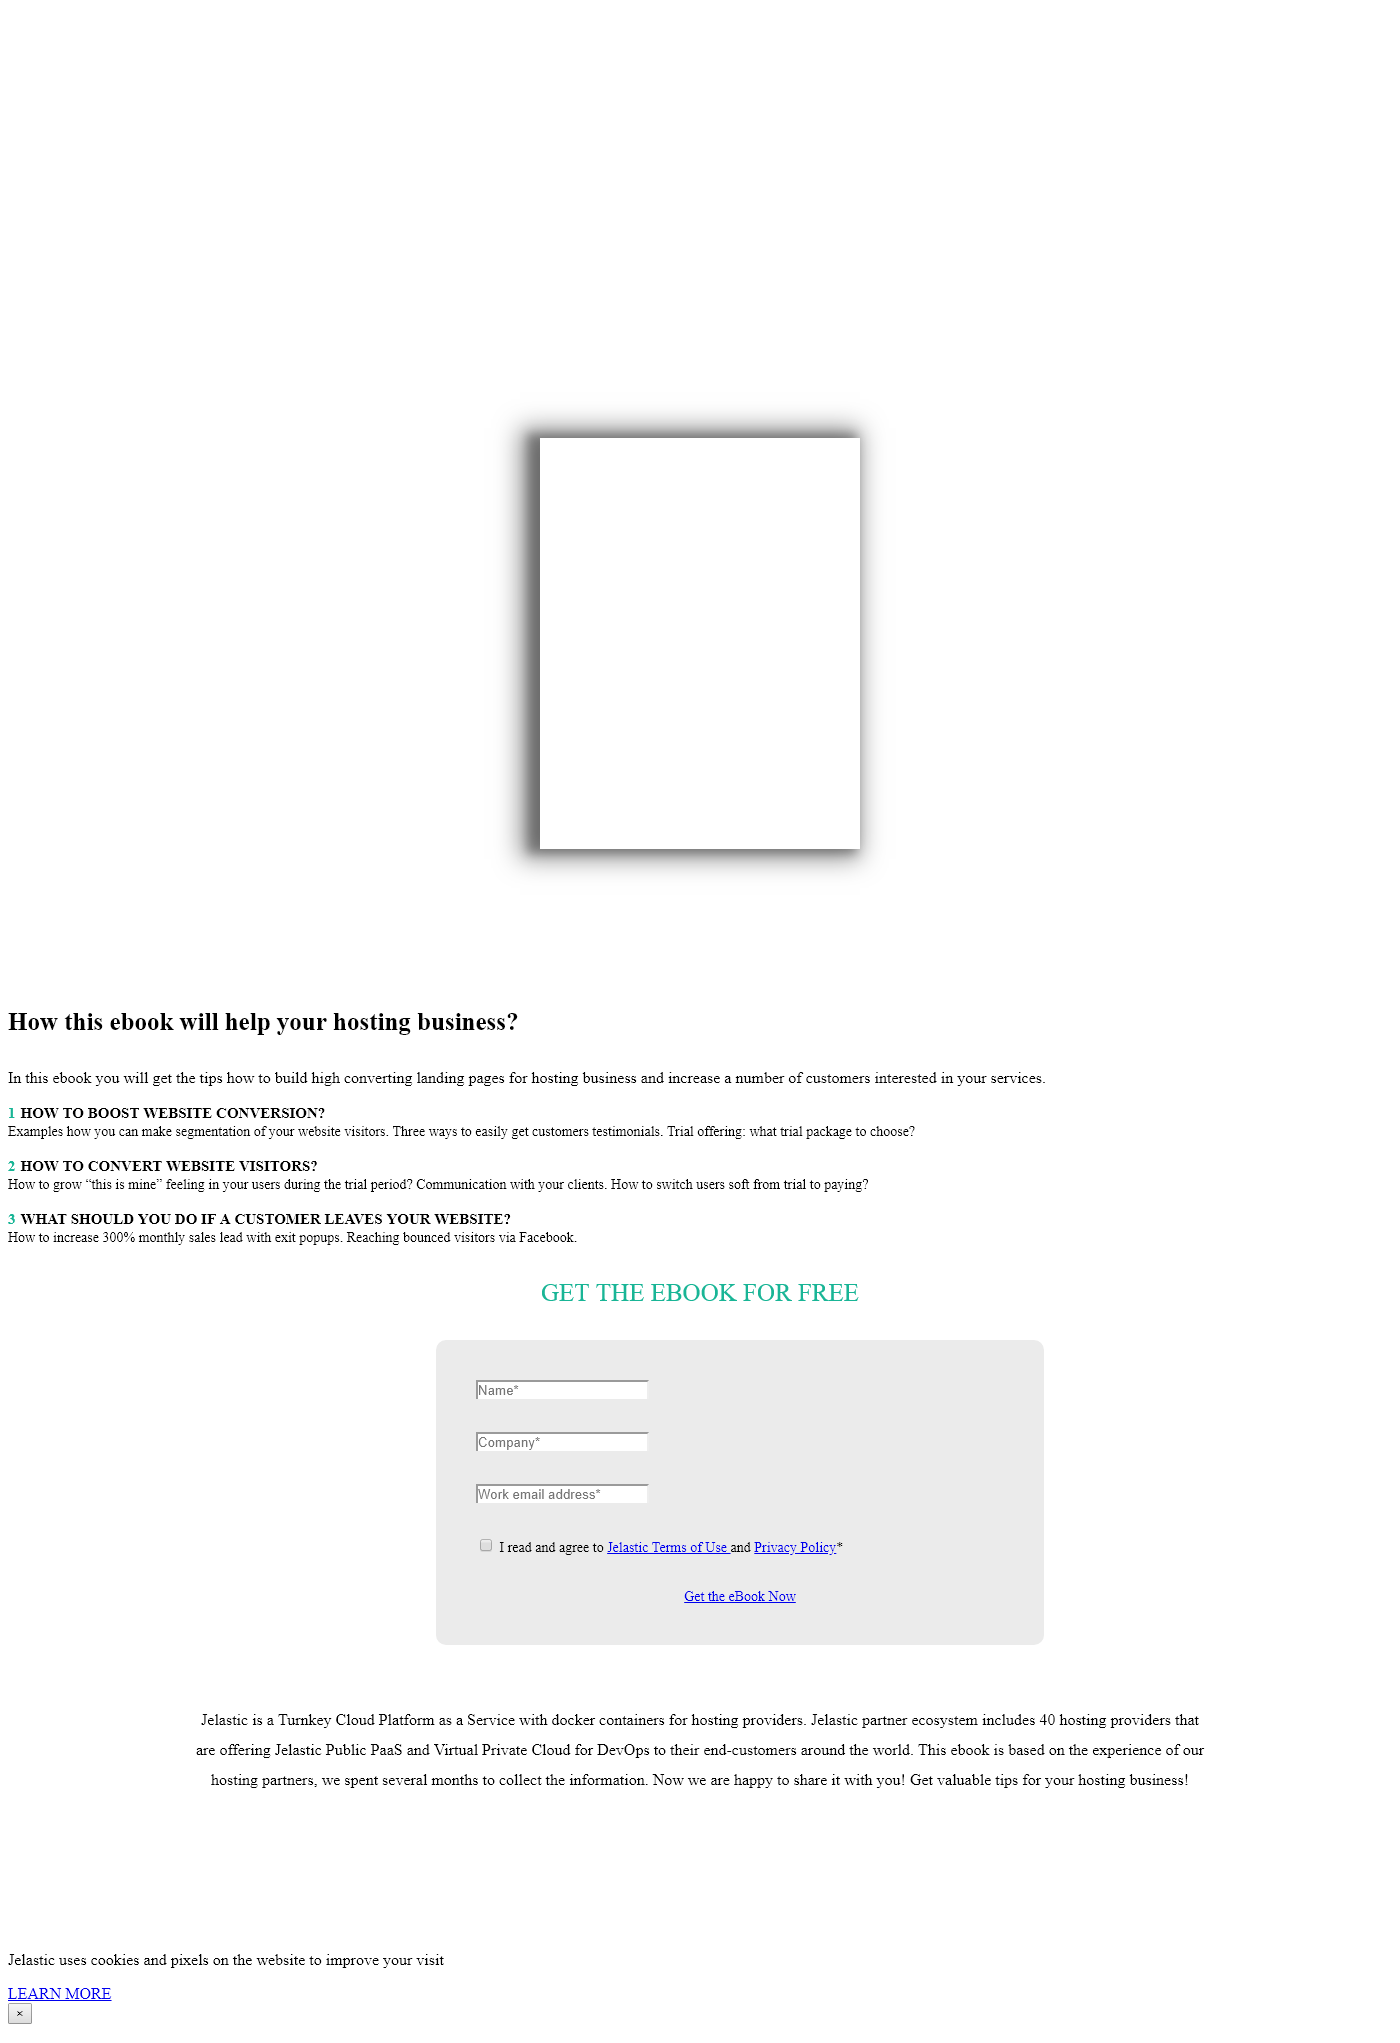 How this ebook will help your hosting business?
In this ebook you will get the tips how to build high converting landing pages for hosting business and increase a number of customers interested in your services.
1 HOW TO BOOST WEBSITE CONVERSION?
Examples how you can make segmentation of your website visitors. Three ways to easily get customers testimonials. Trial offering: what trial package to choose?
2 HOW TO CONVERT WEBSITE VISITORS?
How to grow “this is mine” feeling in your users during the trial period? Communication with your clients. How to switch users soft from trial to paying?
3 WHAT SHOULD YOU DO IF A CUSTOMER LEAVES YOUR WEBSITE?
How to increase 300% monthly sales lead with exit popups. Reaching bounced visitors via Facebook.
GET THE EBOOK FOR FREE
Name*
Company*
Work email address*
I read and agree to Jelastic Terms of Use and Privacy Policy*
Get the eBook Now
Jelastic is a Turnkey Cloud Platform as a Service with docker containers for hosting providers. Jelastic partner ecosystem includes 40 hosting providers that
are offering Jelastic Public PaaS and Virtual Private Cloud for DevOps to their end-customers around the world. This ebook is based on the experience of our
hosting partners, we spent several months to collect the information. Now we are happy to share it with you! Get valuable tips for your hosting business!
Jelastic uses cookies and pixels on the website to improve your visit
LEARN MORE
×